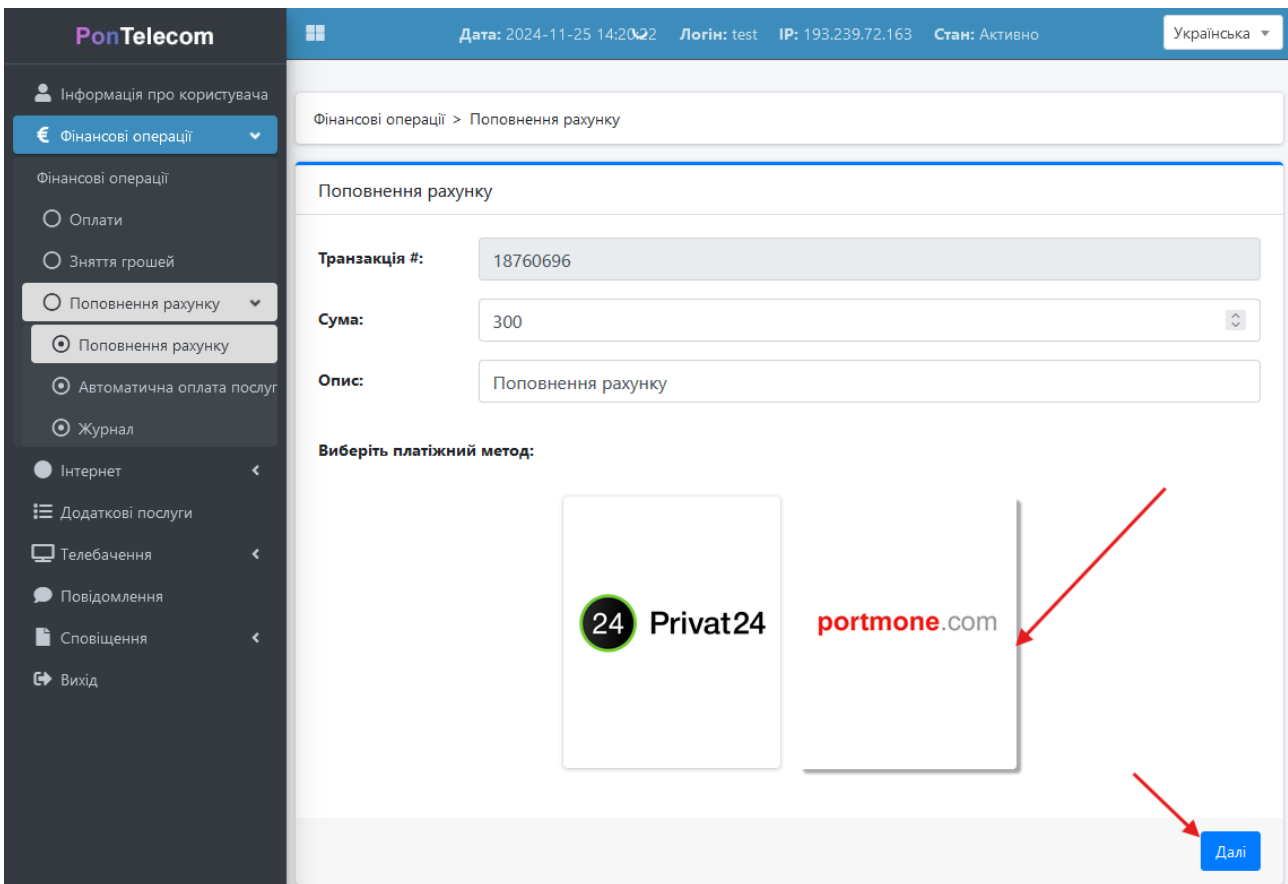 PonTelecom
Дата: 2024-11-25 14:20:22 Логін: test IP: 193.239.72.163 Стан: Активно
Українська
Інформація про користувача
€ Фінансові операції
Фінансові операції
Оплати
Зняття грошей
Поповнення рахунку
Поповнення рахунку
Автоматична оплата послуг
Журнал
Інтернет
Додаткові послуги
Телебачення
Повідомлення
Сповіщення
Вихід
Фінансові операції > Поповнення рахунку
Поповнення рахунку
Транзакція #: 18760696
Сума: 300
Опис: Поповнення рахунку
Виберіть платіжний метод:
24 Privat24
portmone.com
Далі